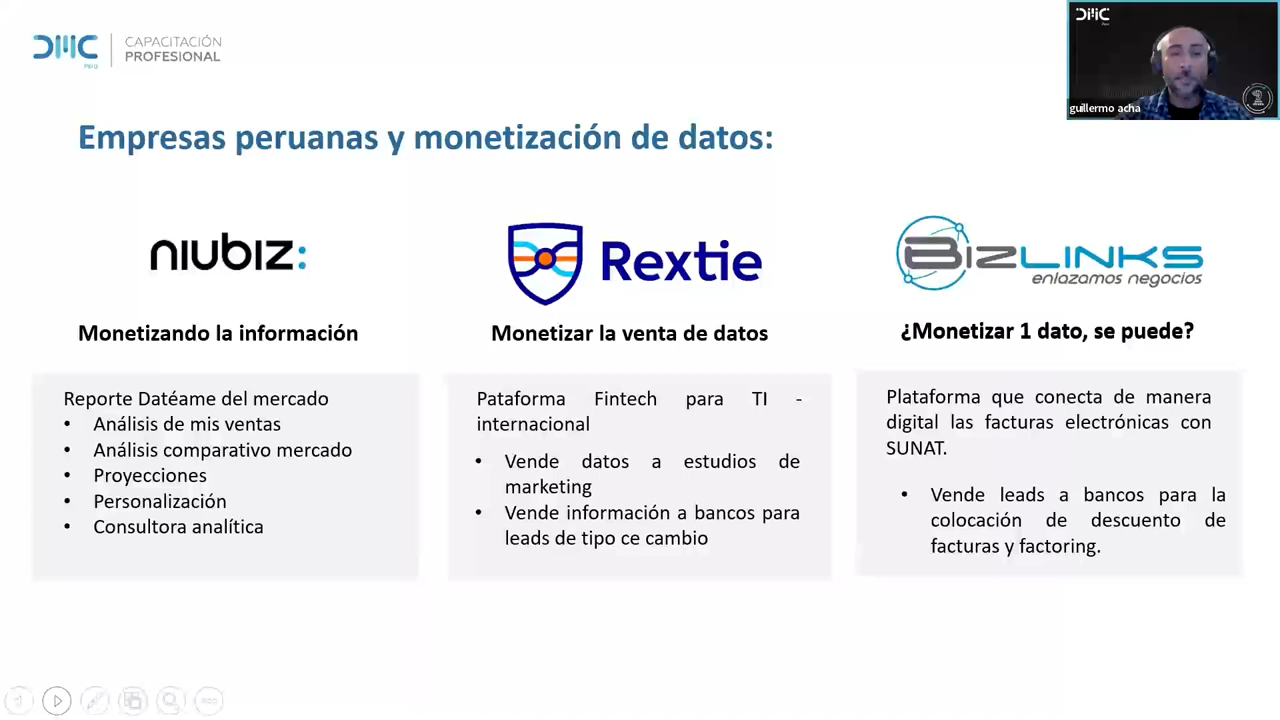 DMC
PERÚ
CAPACITACIÓN
PROFESIONAL
DMC
guillermo acha
Empresas peruanas y monetización de datos:
niubiz:
Rextie
BIZLINKS
enlazamos negocios
Monetizando la información
Monetizar la venta de datos
¿Monetizar 1 dato, se puede?
Reporte Datéame del mercado
• Análisis de mis ventas
• Análisis comparativo mercado
• Proyecciones
• Personalización
• Consultora analítica
Pataforma Fintech para TI -
internacional
• Vende datos a estudios de
marketing
• Vende información a bancos para
leads de tipo ce cambio
Plataforma que conecta de manera
digital las facturas electrónicas con
SUNAT.
• Vende leads a bancos para la
colocación de descuento de
facturas y factoring.